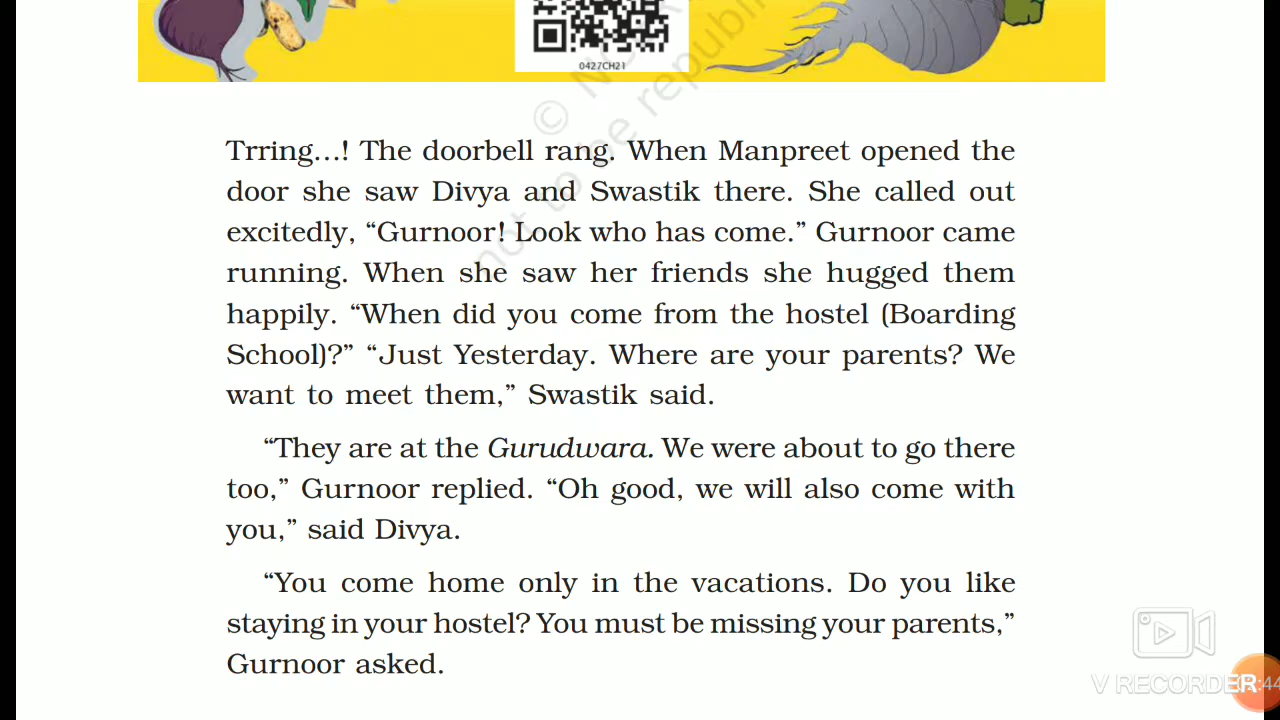 0427CH21
© N
not to be republi
Trring...! The doorbell rang. When Manpreet opened the
door she saw Divya and Swastik there. She called out
excitedly, “Gurnoor! Look who has come.” Gurnoor came
running. When she saw her friends she hugged them
happily. “When did you come from the hostel (Boarding
School)?” “Just Yesterday. Where are your parents? We
want to meet them,” Swastik said.
“They are at the Gurudwara. We were about to go there
too,” Gurnoor replied. “Oh good, we will also come with
you,” said Divya.
“You come home only in the vacations. Do you like
staying in your hostel? You must be missing your parents,”
Gurnoor asked.
V RECORDER
:44